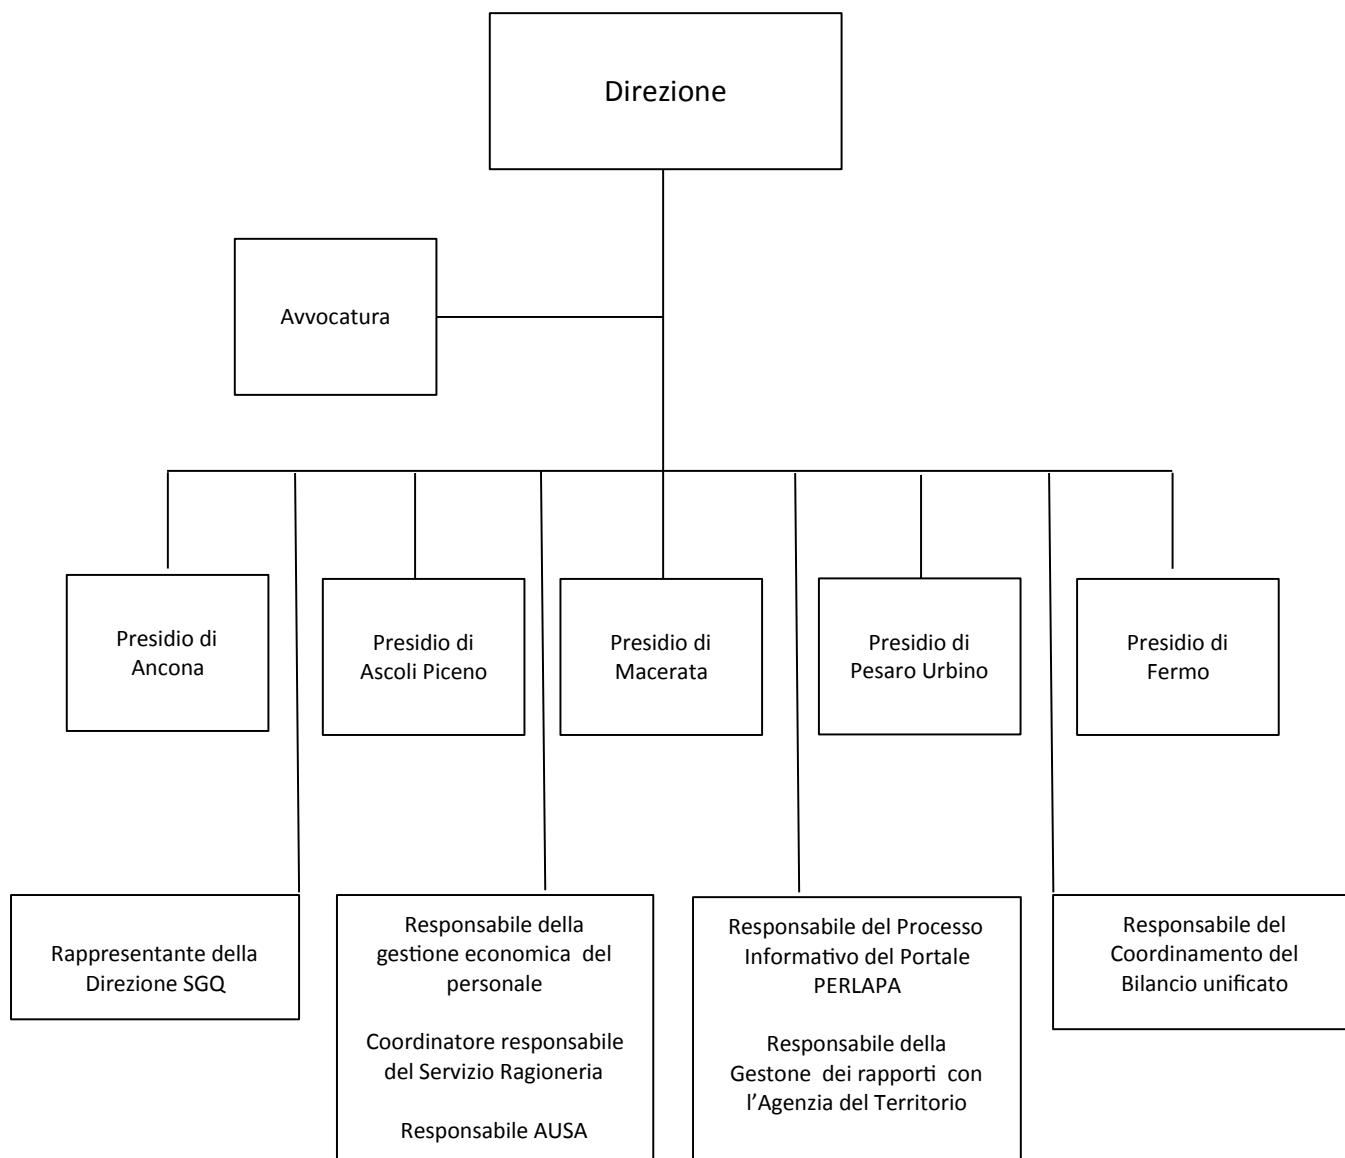 Direzione
Avvocatura
Presidio di
Ancona
Presidio di
Ascoli Piceno
Presidio di
Macerata
Presidio di
Pesaro Urbino
Presidio di
Fermo
Rappresentante della
Direzione SGQ
Responsabile della
gestione economica del
personale
Coordinatore responsabile
del Servizio Ragioneria
Responsabile AUSA
Responsabile del Processo
Informativo del Portale
PERLAPA
Responsabile della
Gestone dei rapporti con
l’Agenzia del Territorio
Responsabile del
Coordinamento del
Bilancio unificato